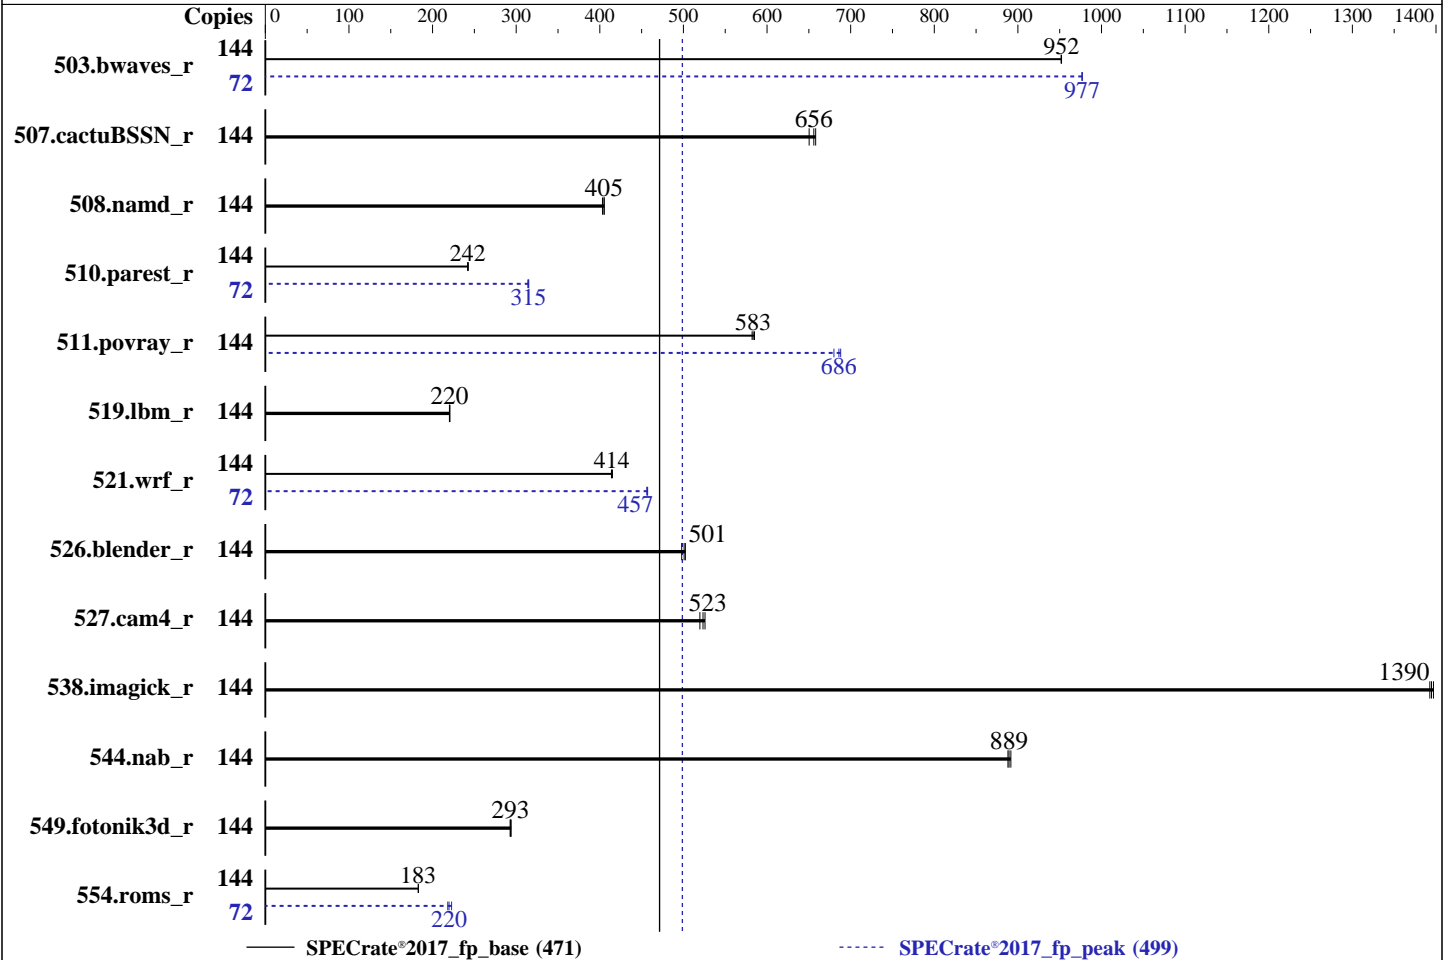 Copies 0 100 200 300 400 500 600 700 800 900 1000 1100 1200 1300 1400
503.bwaves_r 144 952
72 977
507.cactuBSSN_r 144 656
508.namd_r 144 405
510.parest_r 144 242
72 315
511.povray_r 144 583
686
519.lbm_r 144 220
521.wrf_r 144 414
72 457
526.blender_r 144 501
527.cam4_r 144 523
538.imagick_r 144 1390
544.nab_r 144 889
549.fotonik3d_r 144 293
554.roms_r 144 183
72 220
SPECrate®2017_fp_base (471) SPECrate®2017_fp_peak (499)